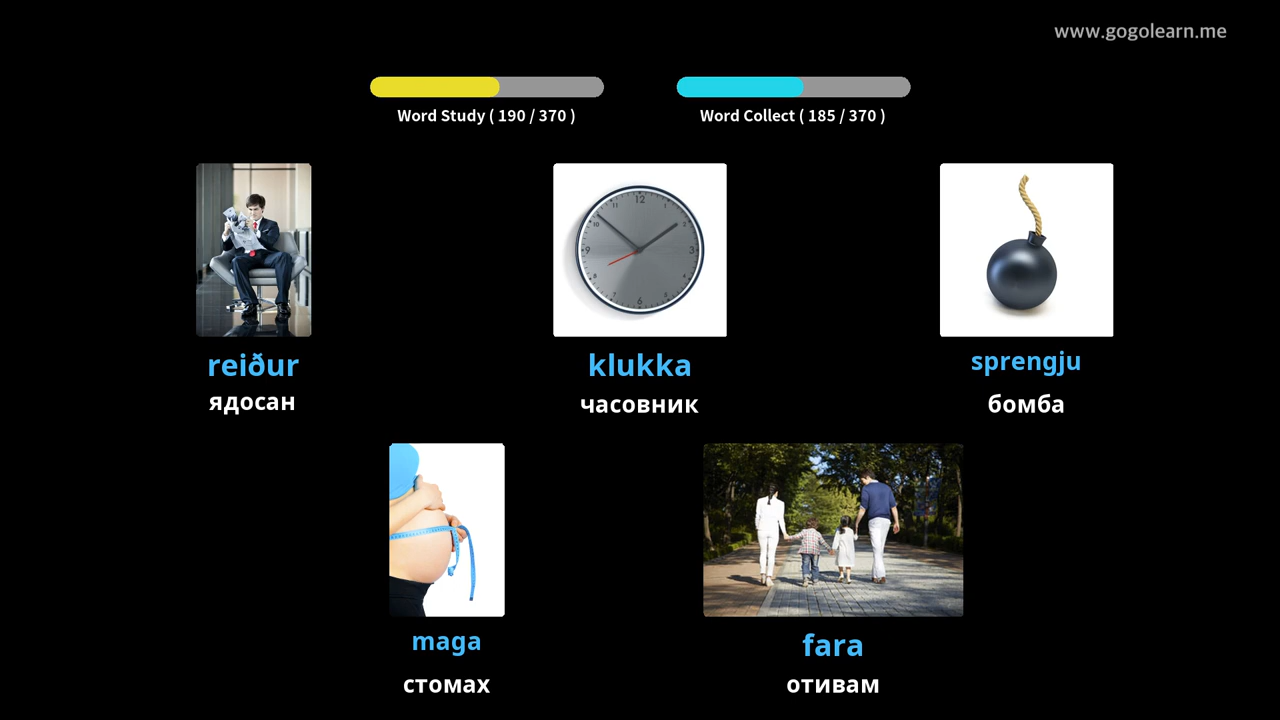 www.gogolearn.me
Word Study ( 190 / 370 )
Word Collect ( 185 / 370 )
reiður
klukka
sprengju
ядосан
часовник
бомба
maga
fara
стомах
отивам